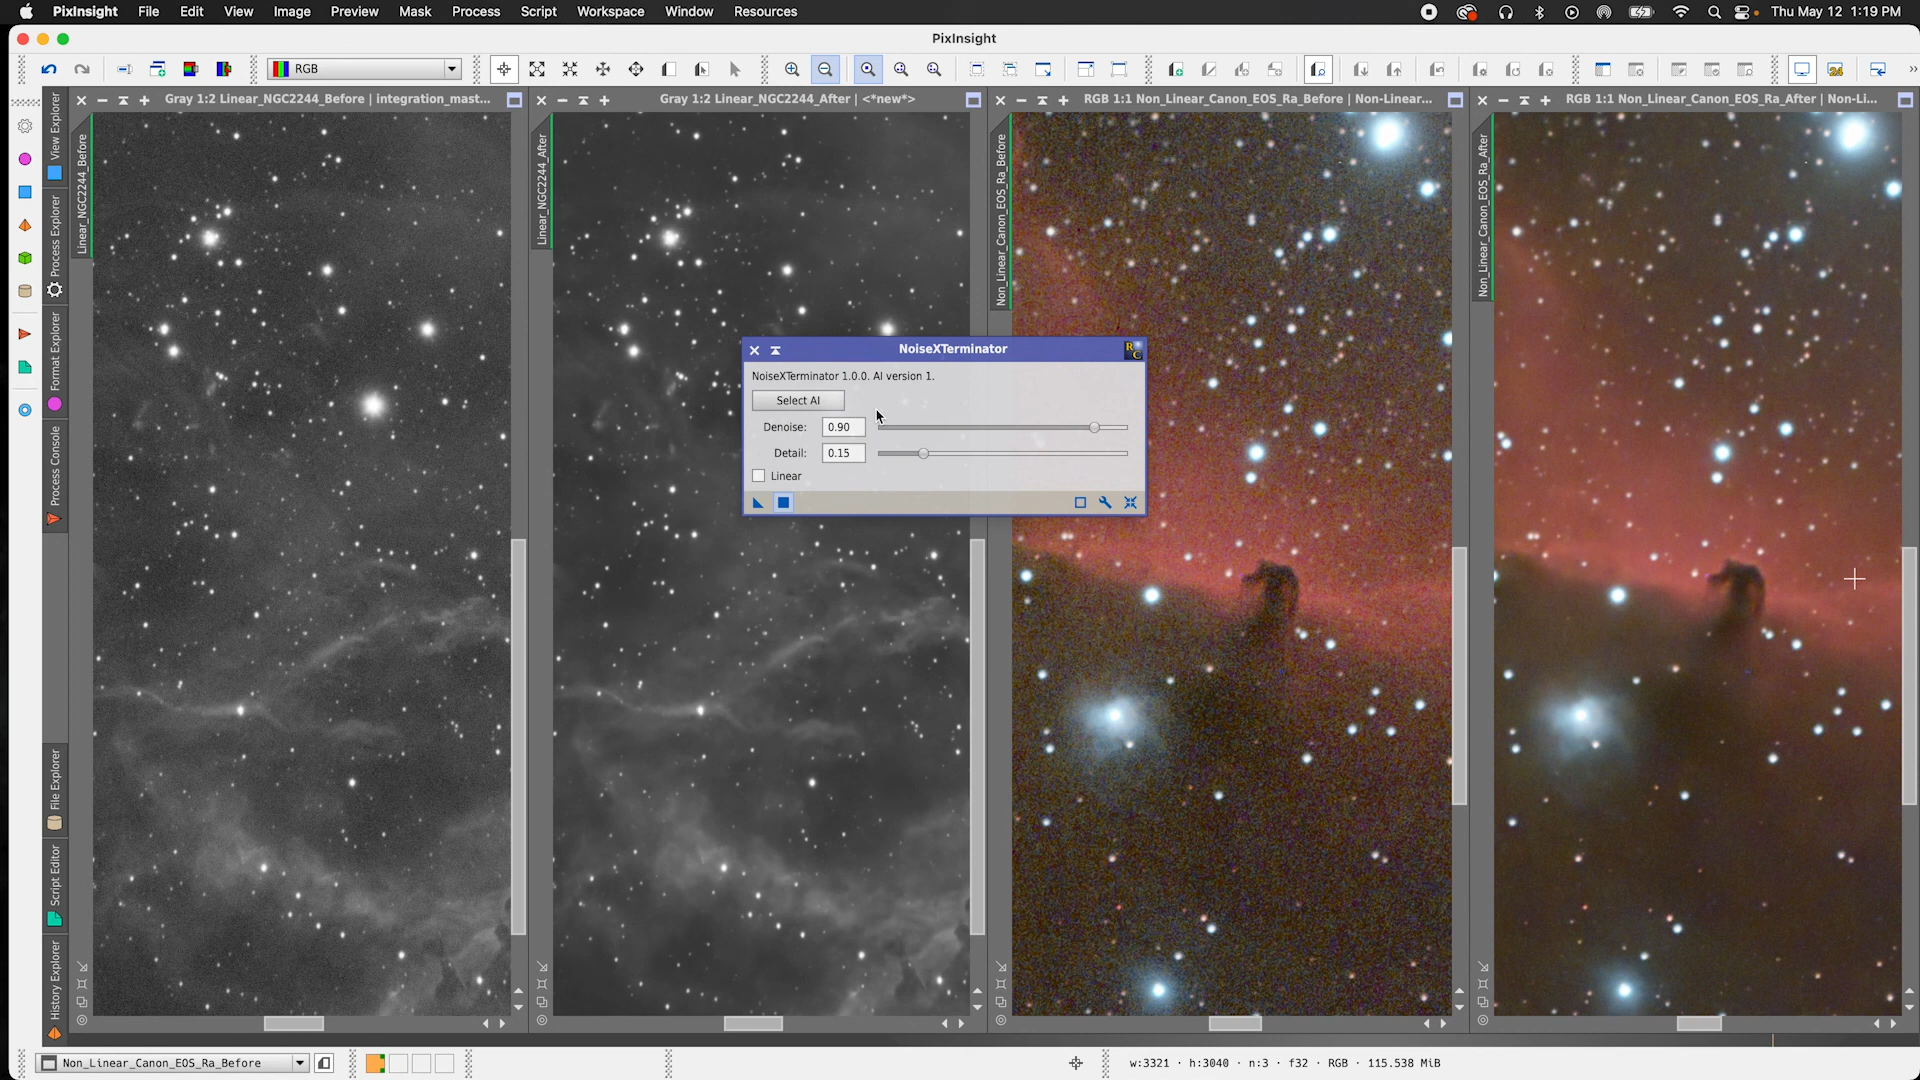 PixInsight File Edit View Image Preview Mask Process Script Workspace Window Resources Thu May 12 1:19 PM
PixInsight
RGB 24
Gray 1:2 Linear_NGC2244_Before | integration_mast... Gray 1:2 Linear_NGC2244_After | <*new*> RGB 1:1 Non_Linear_Canon_EOS_Ra_Before | Non-Linear... RGB 1:1 Non_Linear_Canon_EOS_Ra_After | Non-Li...
View Explorer
Process Explorer
Format Explorer
Process Console
File Explorer
Script Editor
History Explorer
Linear_NGC2244_Before
Linear_NGC2244_After
Non_Linear_Canon_EOS_Ra_Before
Non_Linear_Canon_EOS_Ra_After
NoiseXTerminator
RC
NoiseXTerminator 1.0.0. AI version 1.
Select AI
Denoise: 0.90
Detail: 0.15
Linear
Non_Linear_Canon_EOS_Ra_Before w:3321 · h:3040 · n:3 · f32 · RGB · 115.538 MiB